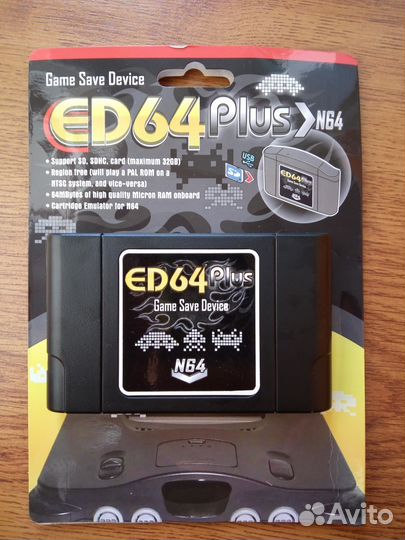 Game Save Device
ED64Plus N64
• Support SD, SDHC, card (maximum 32GB)
• Region free (will play a PAL ROM on a
NTSC system, and vice-versa)
• 64MBytes of high quality Micron RAM onboard
• Cartridge Emulator for N64
USB
SD
ED64Plus
ED64Plus
Game Save Device
N64
Avito